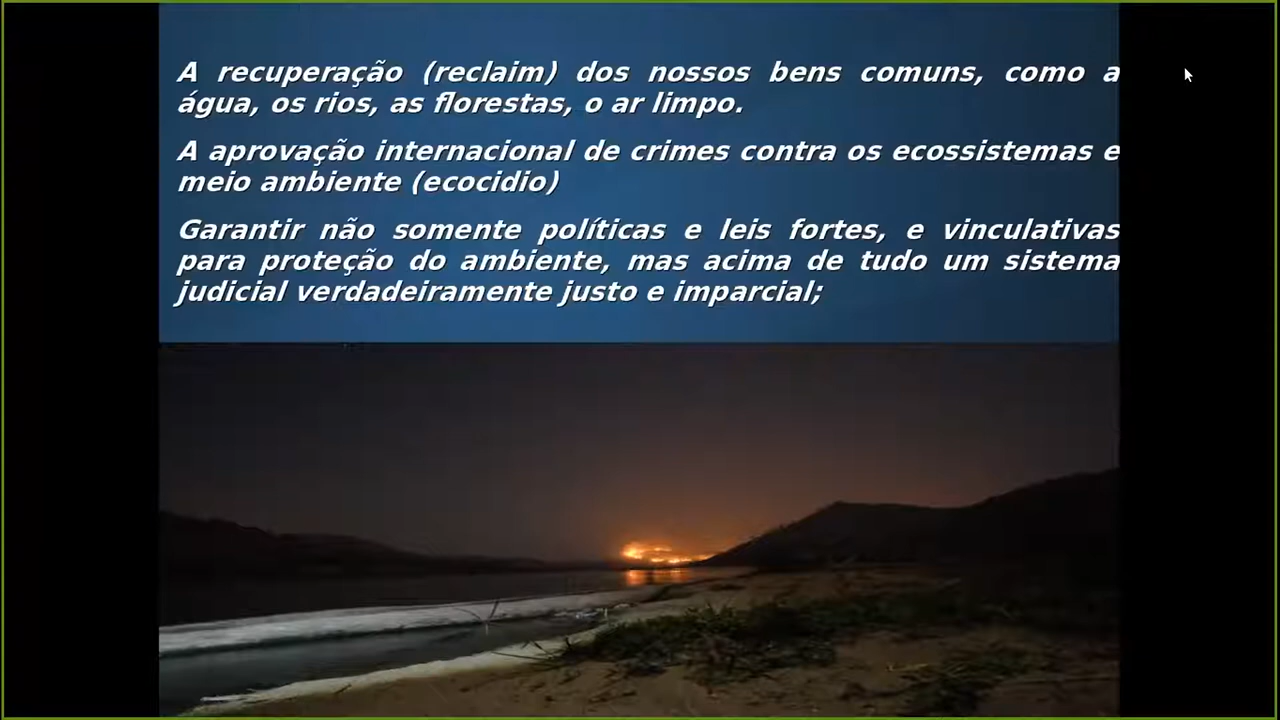 A recuperação (reclaim) dos nossos bens comuns, como a
água, os rios, as florestas, o ar limpo.
A aprovação internacional de crimes contra os ecossistemas e
meio ambiente (ecocidio)
Garantir não somente políticas e leis fortes, e vinculativas
para proteção do ambiente, mas acima de tudo um sistema
judicial verdadeiramente justo e imparcial;